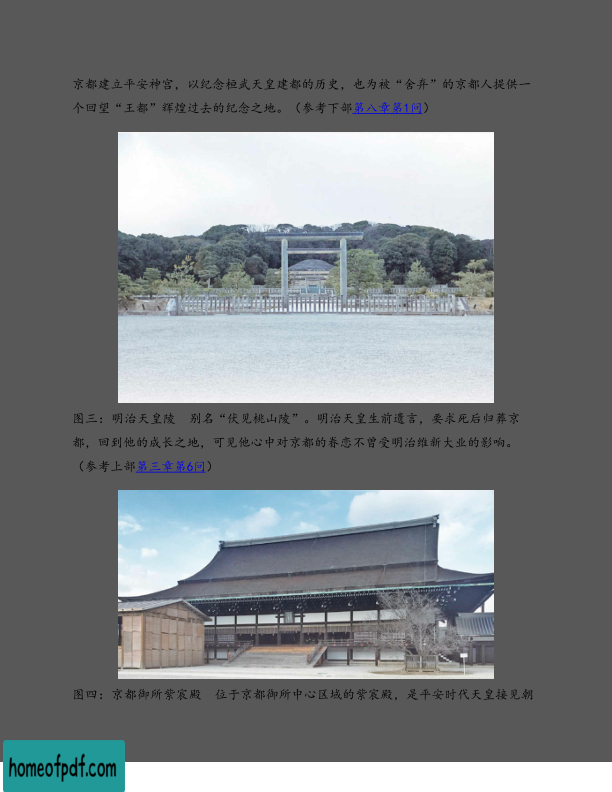 京都建立平安神宫，以纪念桓武天皇建都的历史，也为被“舍弃”的京都人提供一
个回望“王都”辉煌过去的纪念之地。（参考下部第八章第1问）
图三：明治天皇陵　别名“伏见桃山陵”。明治天皇生前遗言，要求死后归葬京
都，回到他的成长之地，可见他心中对京都的眷恋不曾受明治维新大业的影响。
（参考上部第三章第6问）
图四：京都御所紫宸殿　位于京都御所中心区域的紫宸殿，是平安时代天皇接见朝
homeofpdf.com